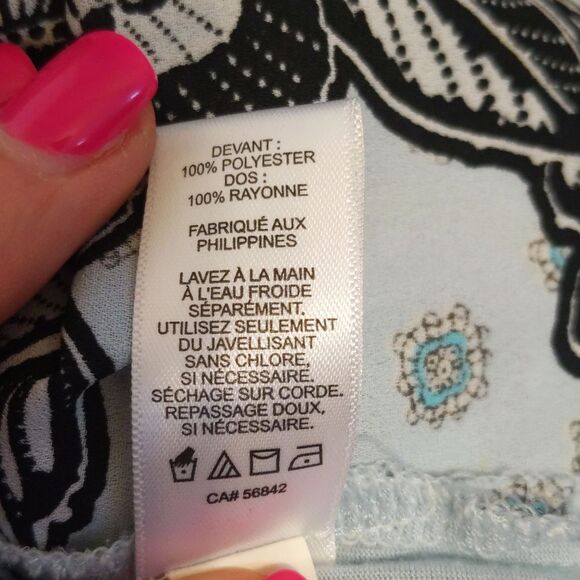 DEVANT :
100% POLYESTER
DOS :
100% RAYONNE
FABRIQUÉ AUX
PHILIPPINES
LAVEZ À LA MAIN
À L'EAU FROIDE
SÉPARÉMENT.
UTILISEZ SEULEMENT
DU JAVELLISANT
SANS CHLORE,
SI NÉCESSAIRE.
SÉCHAGE SUR CORDE.
REPASSAGE DOUX,
SI NÉCESSAIRE.
CA# 56842